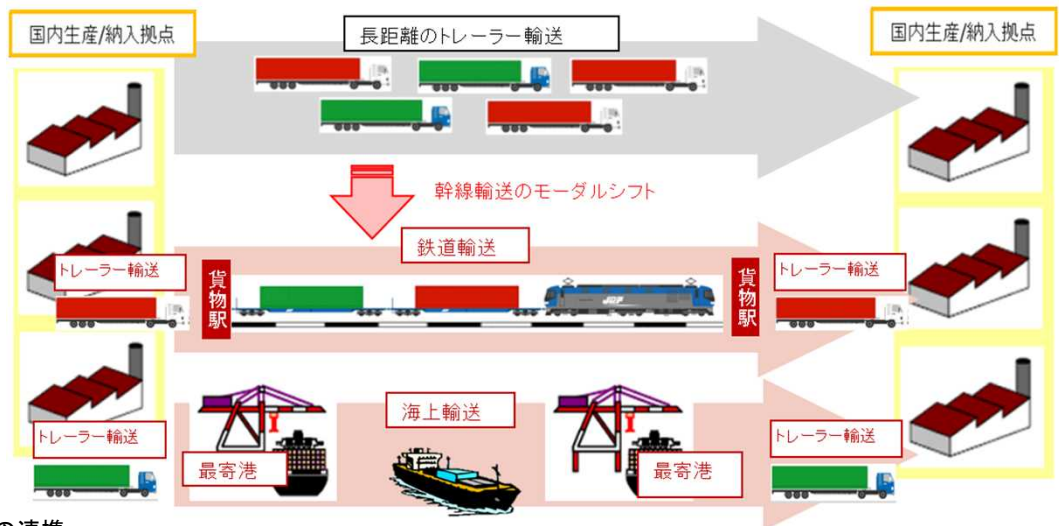 国内生産/納入拠点
長距離のトレーラー輸送
国内生産/納入拠点
幹線輸送のモーダルシフト
鉄道輸送
トレーラー輸送
貨物駅
JRF
貨物駅
トレーラー輸送
海上輸送
トレーラー輸送
最寄港
最寄港
トレーラー輸送
の連携